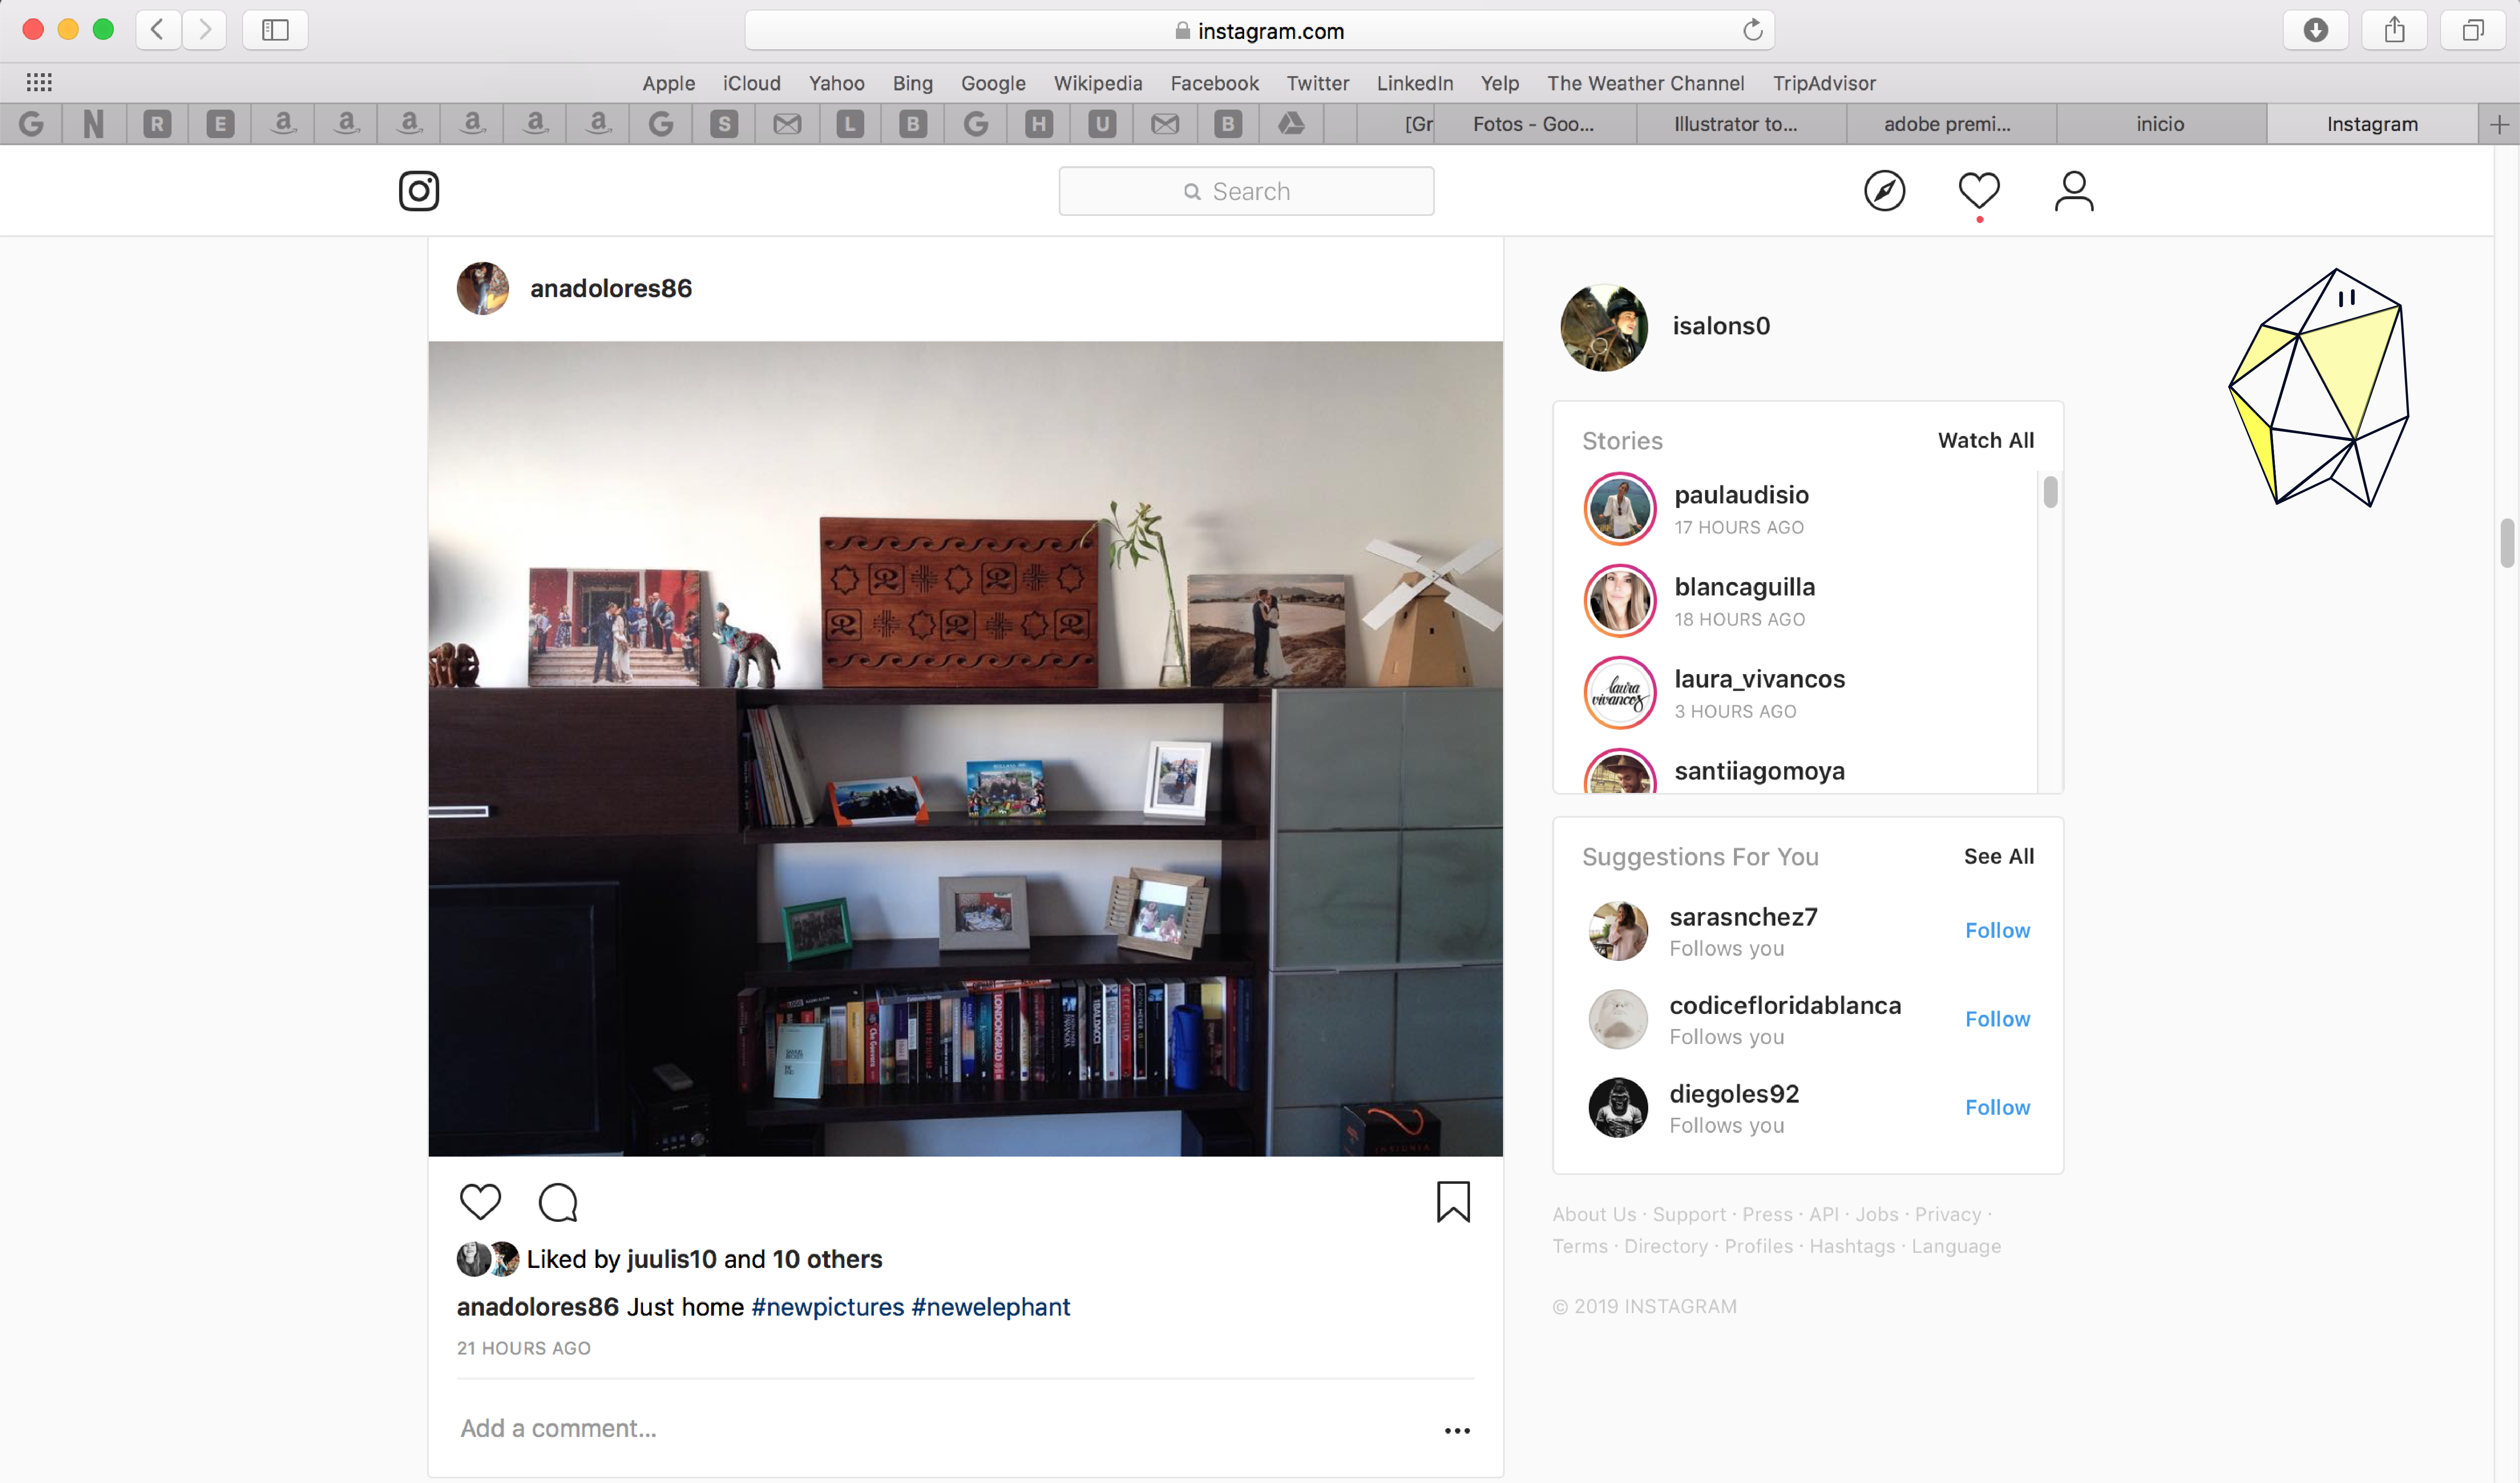 instagram.com
Apple iCloud Yahoo Bing Google Wikipedia Facebook Twitter LinkedIn Yelp The Weather Channel TripAdvisor
G N R E a a a a a a G S L B G H U B [Gr Fotos - Goo... Illustrator to... adobe premi... inicio Instagram
Search
anadolores86
isalons0
Stories Watch All
paulaudisio
17 HOURS AGO
blancaguilla
18 HOURS AGO
laura vivancos
laura_vivancos
3 HOURS AGO
santiiagomoya
Suggestions For You See All
sarasnchez7
Follows you
Follow
codicefloridablanca
Follows you
Follow
diegoles92
Follows you
Follow
About Us · Support · Press · API · Jobs · Privacy ·
Terms · Directory · Profiles · Hashtags · Language
© 2019 INSTAGRAM
LONDONGRAD
INSIGNIA
Liked by juulis10 and 10 others
anadolores86 Just home #newpictures #newelephant
21 HOURS AGO
Add a comment...